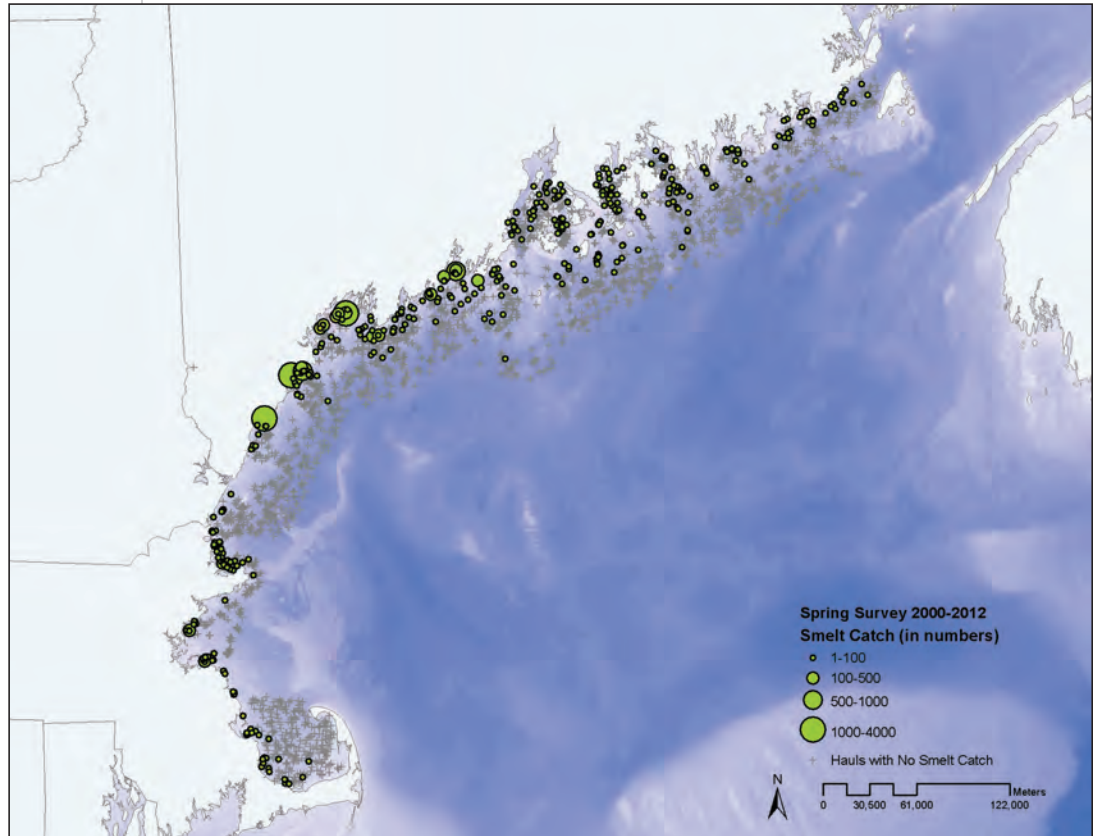 Spring Survey 2000-2012
Smelt Catch (in numbers)
1-100
100-500
500-1000
1000-4000
Hauls with No Smelt Catch
N
Meters
0 30,500 61,000 122,000